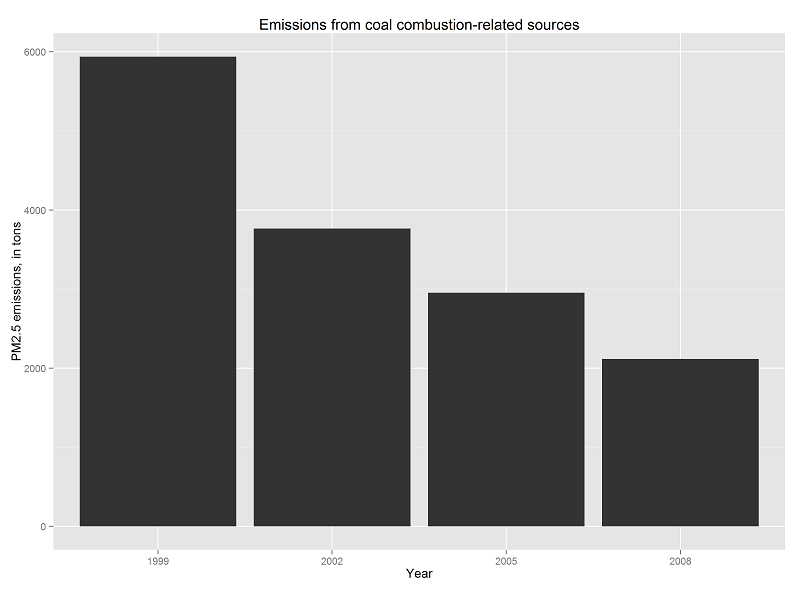 Emissions from coal combustion-related sources
6000
4000
2000
0
PM2.5 emissions, in tons
1999 2002 2005 2008
Year